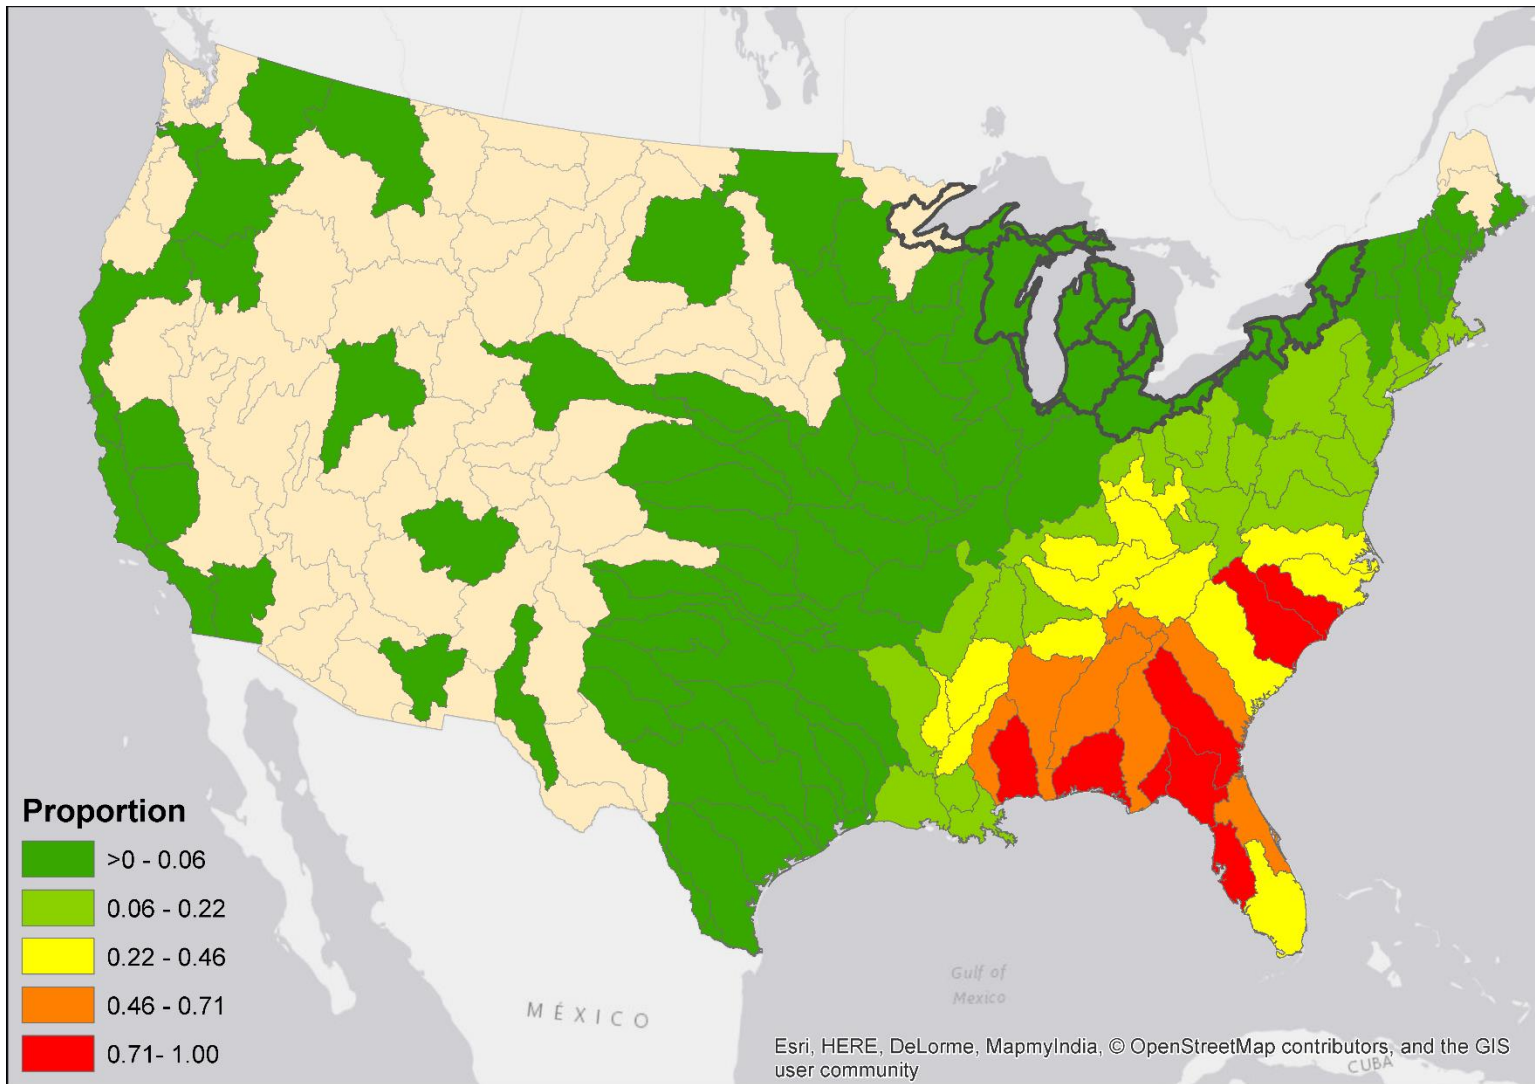 Proportion
>0 - 0.06
0.06 - 0.22
0.22 - 0.46
0.46 - 0.71
0.71- 1.00
Gulf of
Mexico
MÉXICO
CUBA
Esri, HERE, DeLorme, MapmyIndia, © OpenStreetMap contributors, and the GIS
user community